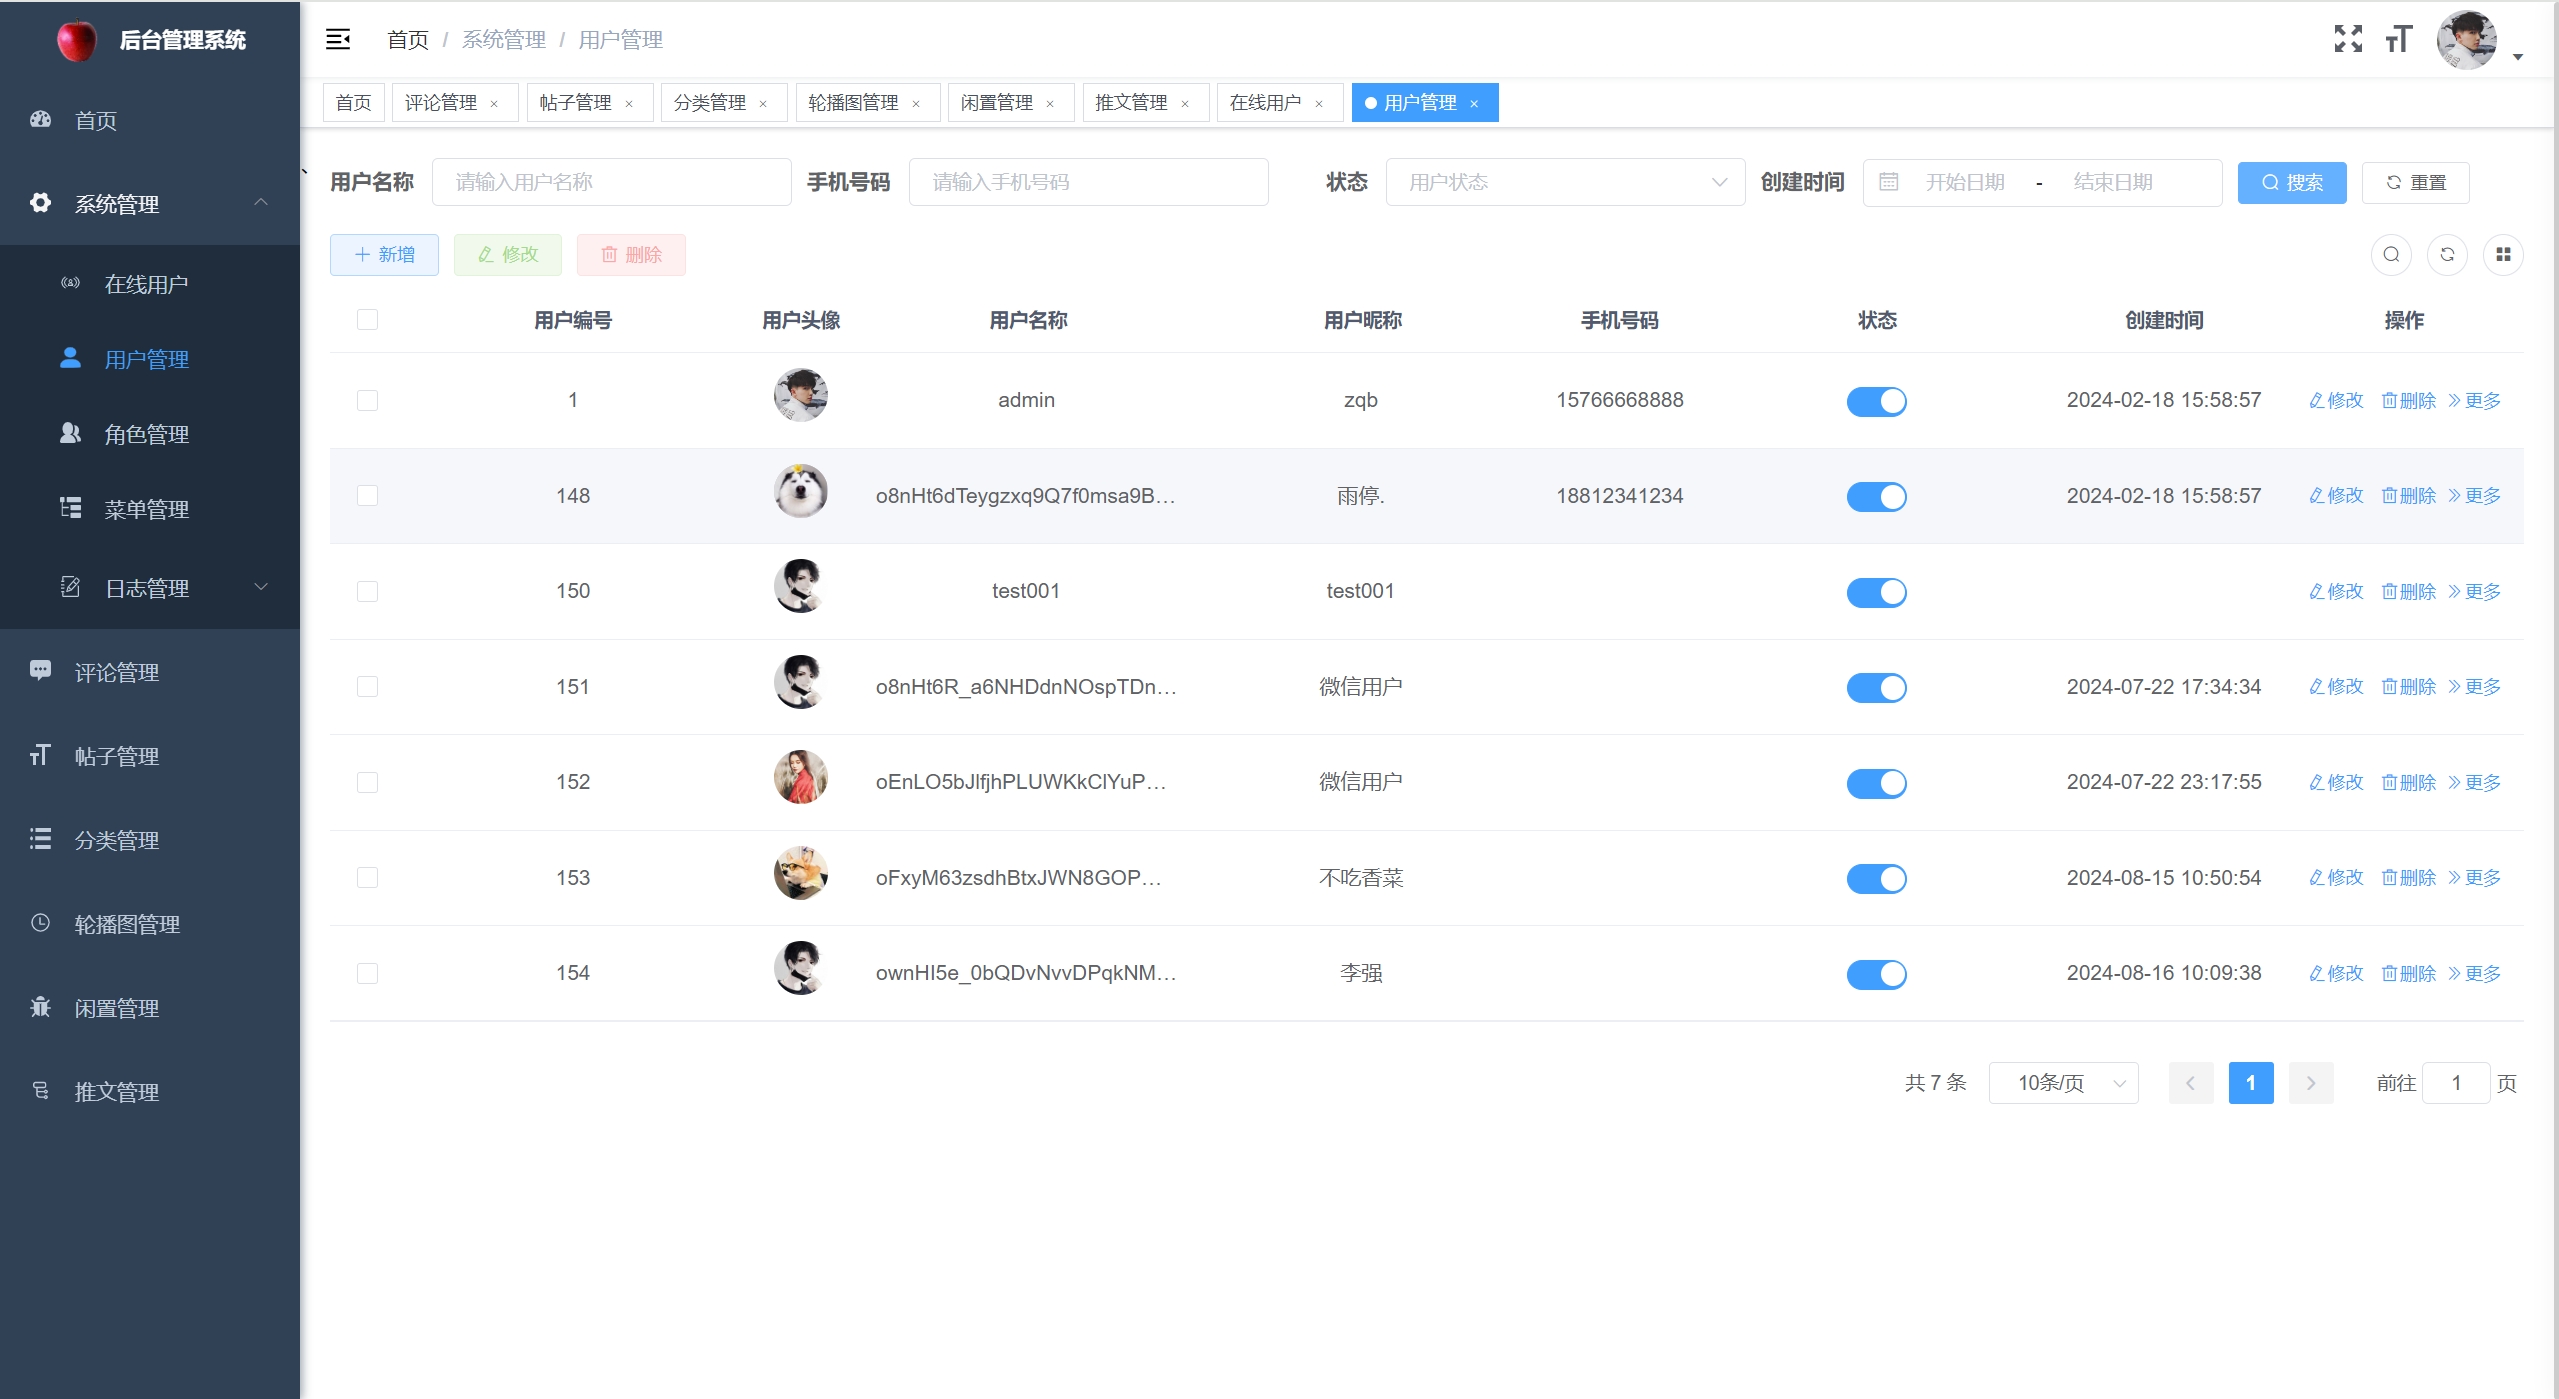 后台管理系统
首页 / 系统管理 / 用户管理
首页 评论管理 × 帖子管理 × 分类管理 × 轮播图管理 × 闲置管理 × 推文管理 × 在线用户 × 用户管理 ×
首页
系统管理
在线用户
用户管理
角色管理
菜单管理
日志管理
评论管理
帖子管理
分类管理
轮播图管理
闲置管理
推文管理
用户名称 请输入用户名称 手机号码 请输入手机号码 状态 用户状态 创建时间 开始日期 - 结束日期 搜索 重置
新增 修改 删除
用户编号 用户头像 用户名称 用户昵称 手机号码 状态 创建时间 操作
1 admin zqb 15766668888 2024-02-18 15:58:57 修改 删除 更多
148 o8nHt6dTeygzxq9Q7f0msa9B... 雨停. 18812341234 2024-02-18 15:58:57 修改 删除 更多
150 test001 test001 修改 删除 更多
151 o8nHt6R_a6NHDdnNOspTDn... 微信用户 2024-07-22 17:34:34 修改 删除 更多
152 oEnLO5bJlfjhPLUWKkClYuP... 微信用户 2024-07-22 23:17:55 修改 删除 更多
153 oFxyM63zsdhBtxJWN8GOP... 不吃香菜 2024-08-15 10:50:54 修改 删除 更多
154 ownHI5e_0bQDvNvvDPqkNM... 李强 2024-08-16 10:09:38 修改 删除 更多
共 7 条 10条/页 1 前往 1 页